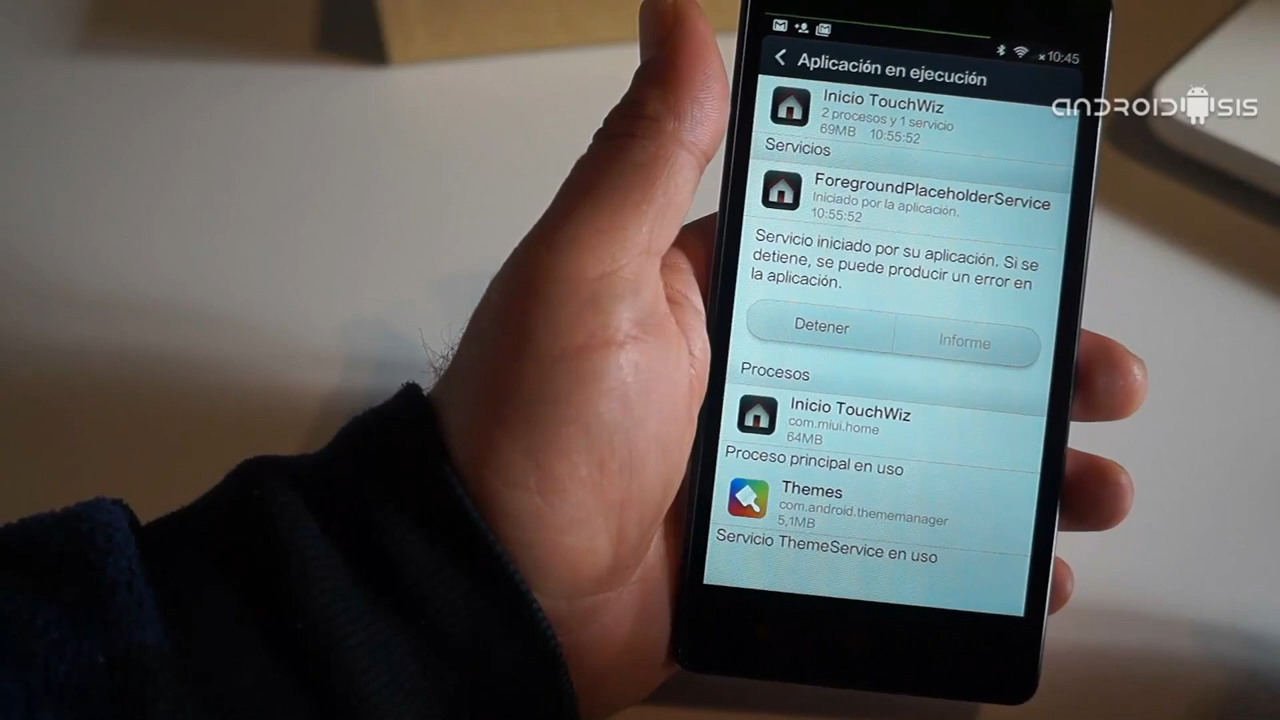 10:45
Aplicación en ejecución
ANDROIDSIS
Inicio TouchWiz
2 procesos y 1 servicio
69MB 10:55:52
Servicios
ForegroundPlaceholderService
Iniciado por la aplicación.
10:55:52
Servicio iniciado por su aplicación. Si se
detiene, se puede producir un error en
la aplicación.
Detener Informe
Procesos
Inicio TouchWiz
com.miui.home
64MB
Proceso principal en uso
Themes
com.android.thememanager
5,1MB
Servicio ThemeService en uso